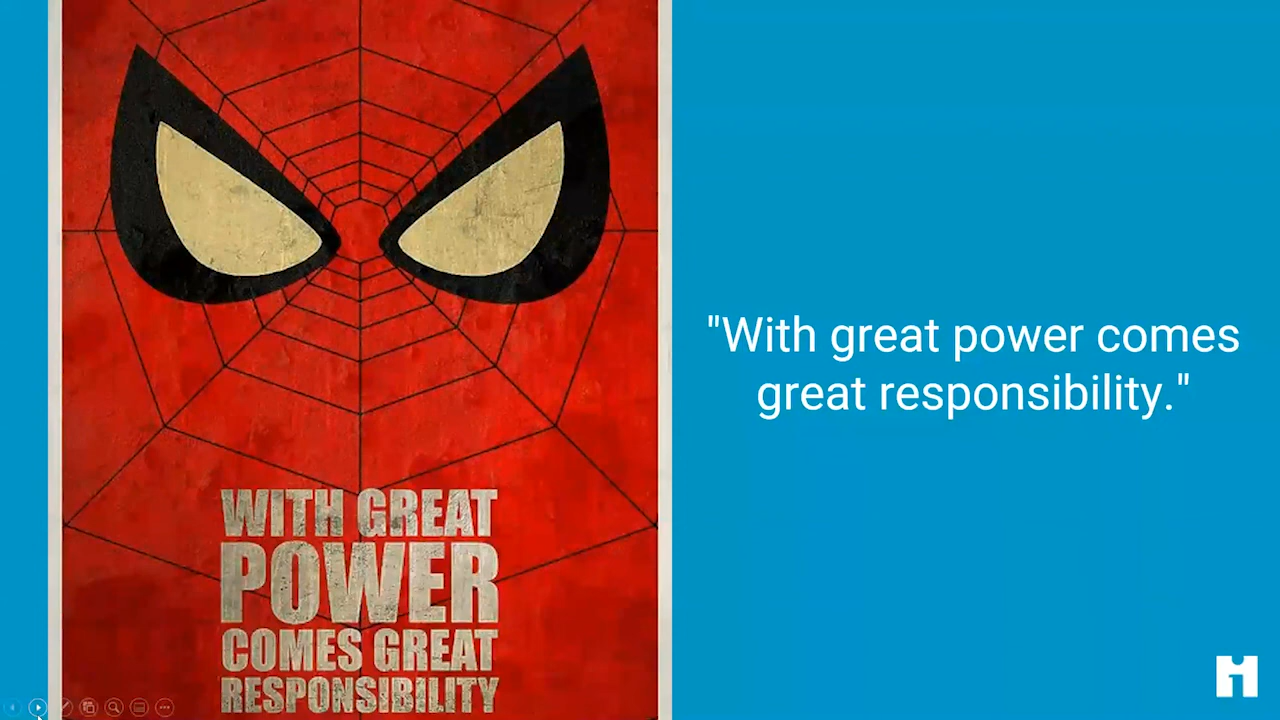 WITH GREAT
POWER
COMES GREAT
RESPONSIBILITY
"With great power comes
great responsibility."